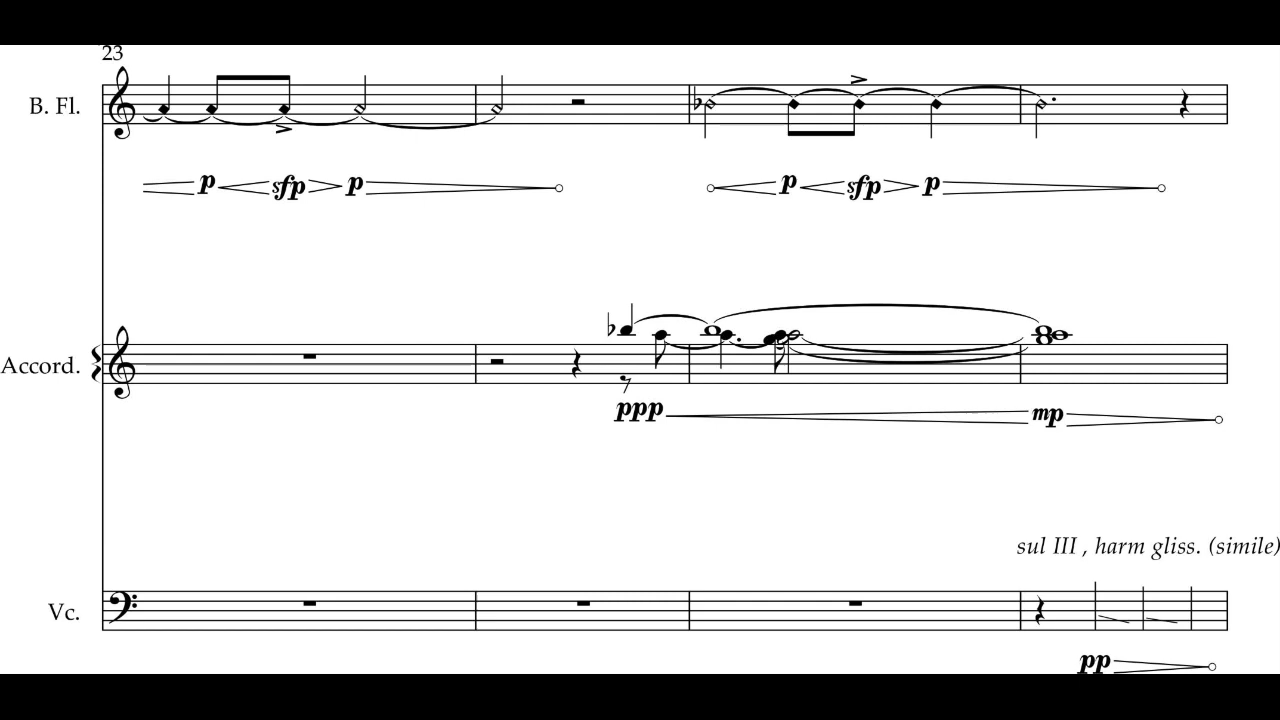 23
B. Fl.
p sfp p p sfp p
Accord.
ppp mp
sul III , harm gliss. (simile)
Vc.
pp